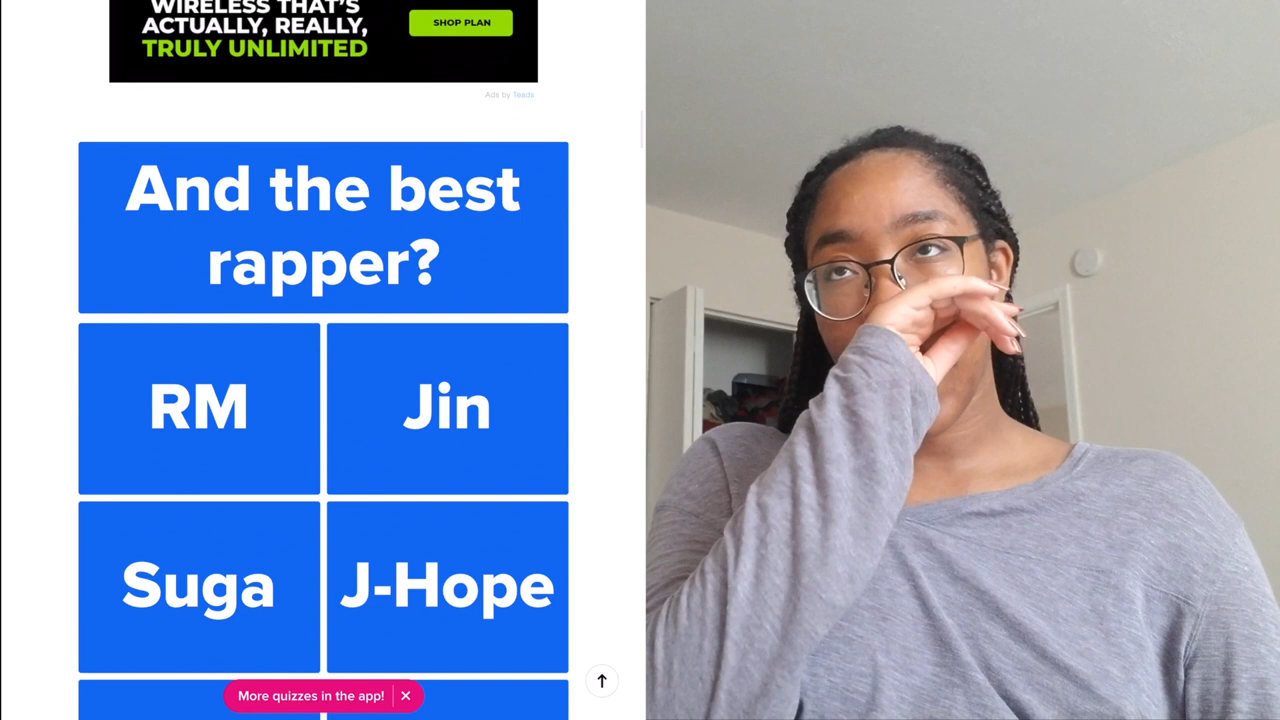 WIRELESS THAT'S
ACTUALLY, REALLY,
TRULY UNLIMITED
SHOP PLAN
Ads by Teads
And the best
rapper?
RM
Jin
Suga
J-Hope
More quizzes in the app!